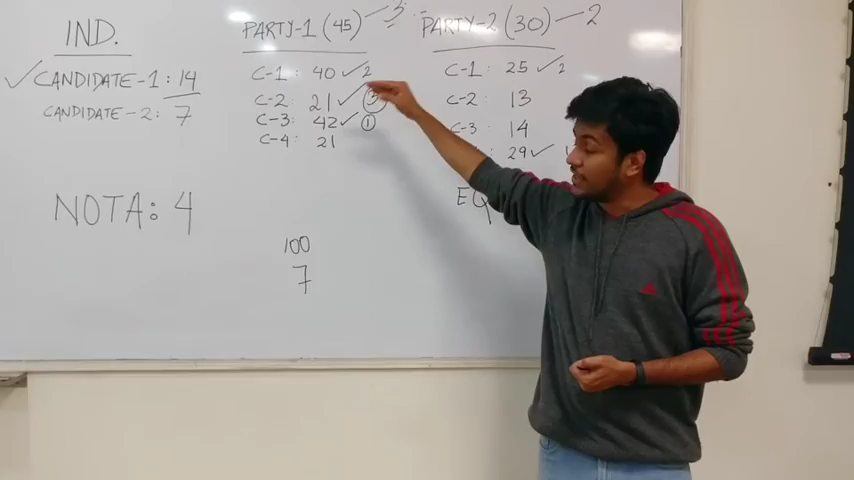 IND.
✓ CANDIDATE-1: 14
CANDIDATE-2: 7
NOTA: 4
PARTY-1 (45) – 3
C-1: 40 ✓ 2
C-2 21 ✓ 3
C-3: 42 ✓ 1
C-4: 21
100
7
PARTY-2 (30) – 2
C-1: 25 ✓ 2
C-2: 13
C-3: 14
: 29 ✓
EQ